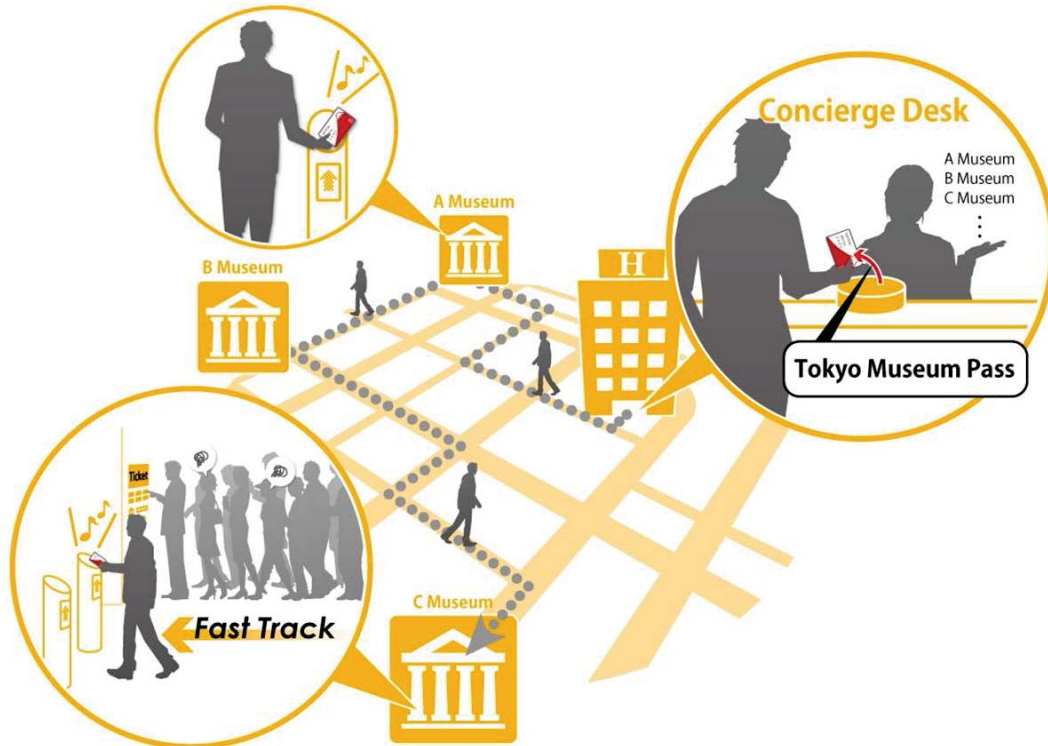 Concierge Desk
A Museum
B Museum
C Museum
⋮
Tokyo Museum Pass
A Museum
B Museum
H
Ticket
Fast Track
C Museum